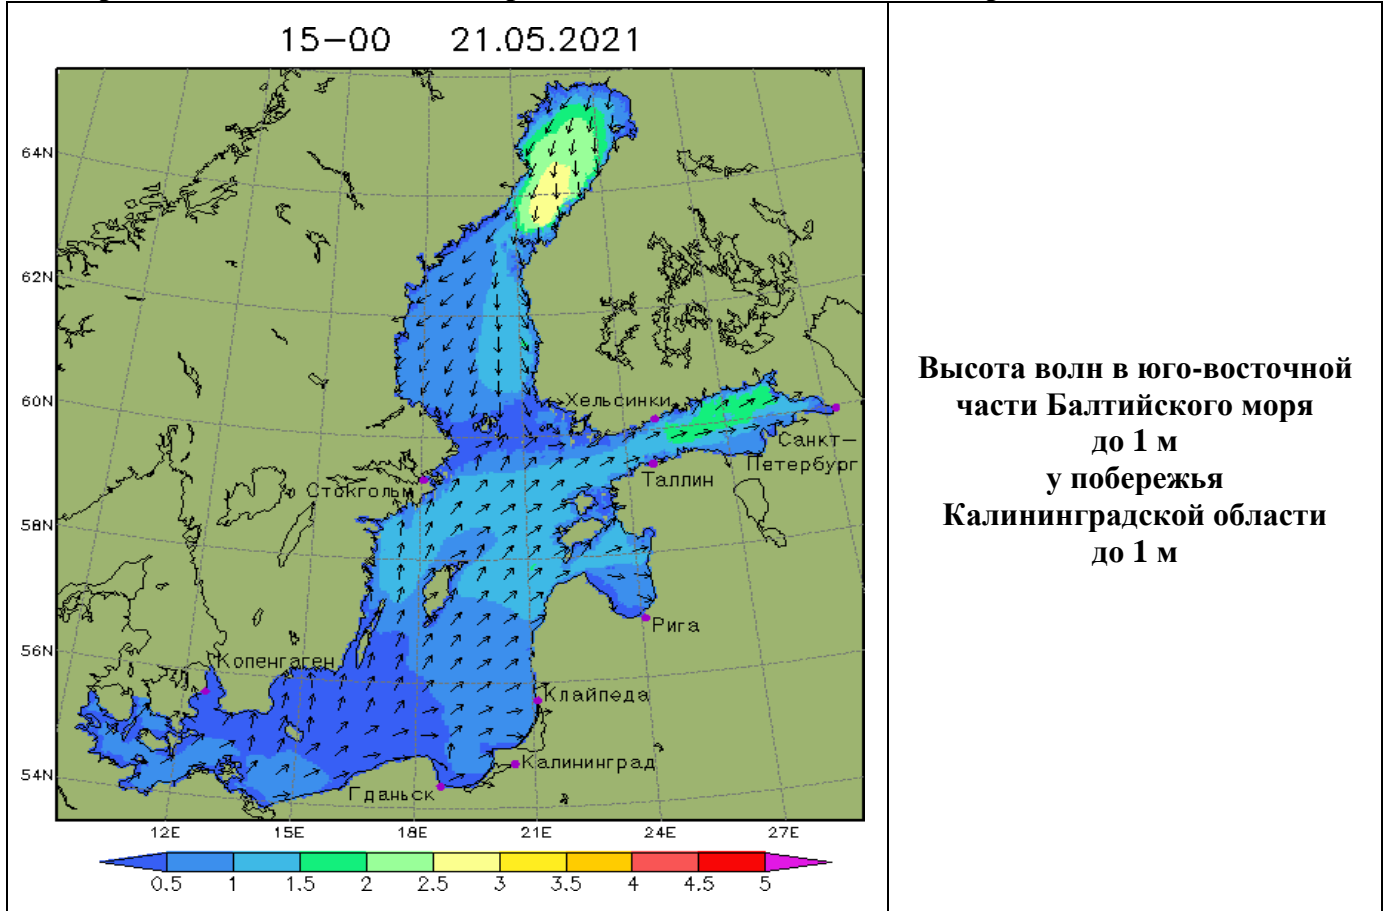 15-00 21.05.2021
64N
62N
60N
58N
56N
54N
Хельсинки
Санкт-
Петербург
Таллин
Стокгольм
Рига
Копенгаген
Клайпеда
Калининград
Гданьск
12E 15E 18E 21E 24E 27E
0.5 1 1.5 2 2.5 3 3.5 4 4.5 5
Высота волн в юго-восточной
части Балтийского моря
до 1 м
у побережья
Калининградской области
до 1 м